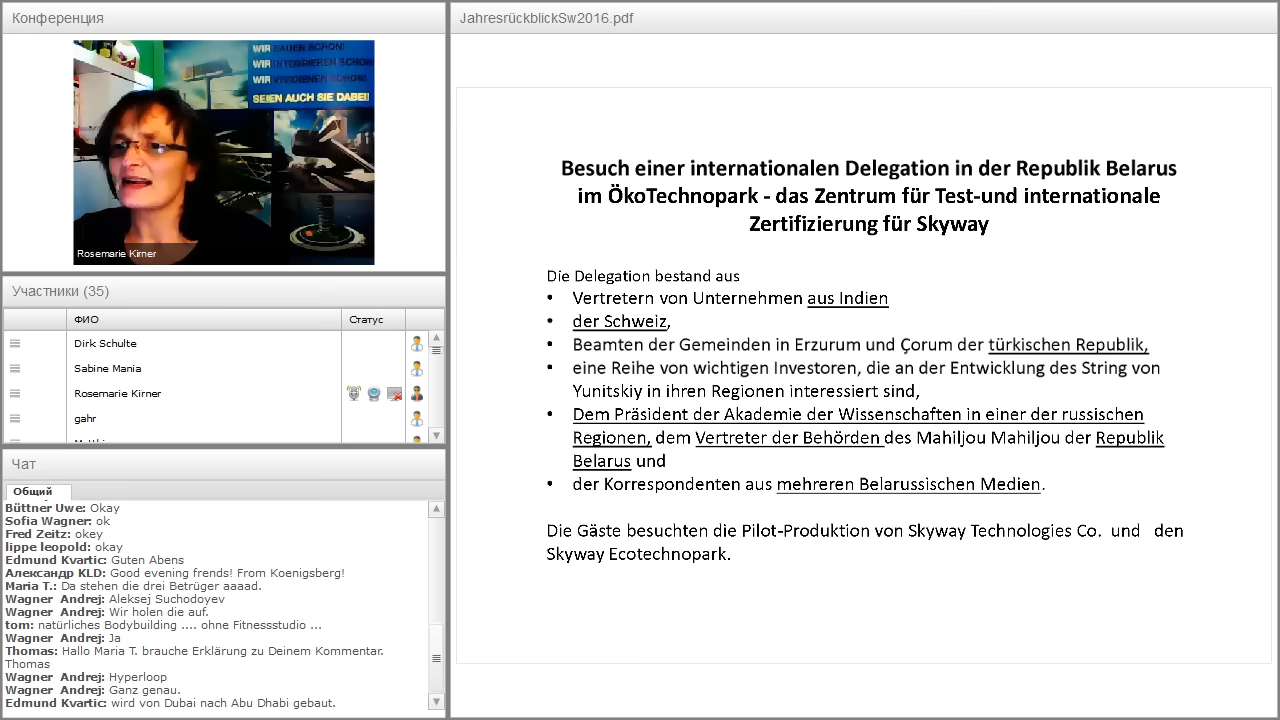 Конференция
WIR BAUEN SCHON!
WIR INTEGRIEREN SCHON!
WIR VERDIENEN SCHON!
SEIEN AUCH SIE DABEI!
Rosemarie Kirner
Участники (35)
ФИО Статус
Dirk Schulte
Sabine Mania
Rosemarie Kirner
gahr
Чат
Общий
Büttner Uwe: Okay
Sofia Wagner: ok
Fred Zeitz: okey
lippe leopold: okay
Edmund Kvartic: Guten Abens
Александр KLD: Good evening frends! From Koenigsberg!
Maria T.: Da stehen die drei Betrüger aaaad.
Wagner Andrej: Aleksej Suchodoyev
Wagner Andrej: Wir holen die auf.
tom: natürliches Bodybuilding .... ohne Fitnessstudio ...
Wagner Andrej: Ja
Thomas: Hallo Maria T. brauche Erklärung zu Deinem Kommentar.
Thomas
Wagner Andrej: Hyperloop
Wagner Andrej: Ganz genau.
Edmund Kvartic: wird von Dubai nach Abu Dhabi gebaut.
JahresrückblickSw2016.pdf
Besuch einer internationalen Delegation in der Republik Belarus
im ÖkoTechnopark - das Zentrum für Test-und internationale
Zertifizierung für Skyway
Die Delegation bestand aus
• Vertretern von Unternehmen aus Indien
• der Schweiz,
• Beamten der Gemeinden in Erzurum und Çorum der türkischen Republik,
• eine Reihe von wichtigen Investoren, die an der Entwicklung des String von
Yunitskiy in ihren Regionen interessiert sind,
• Dem Präsident der Akademie der Wissenschaften in einer der russischen
Regionen, dem Vertreter der Behörden des Mahiljou Mahiljou der Republik
Belarus und
• der Korrespondenten aus mehreren Belarussischen Medien.
Die Gäste besuchten die Pilot-Produktion von Skyway Technologies Co. und den
Skyway Ecotechnopark.